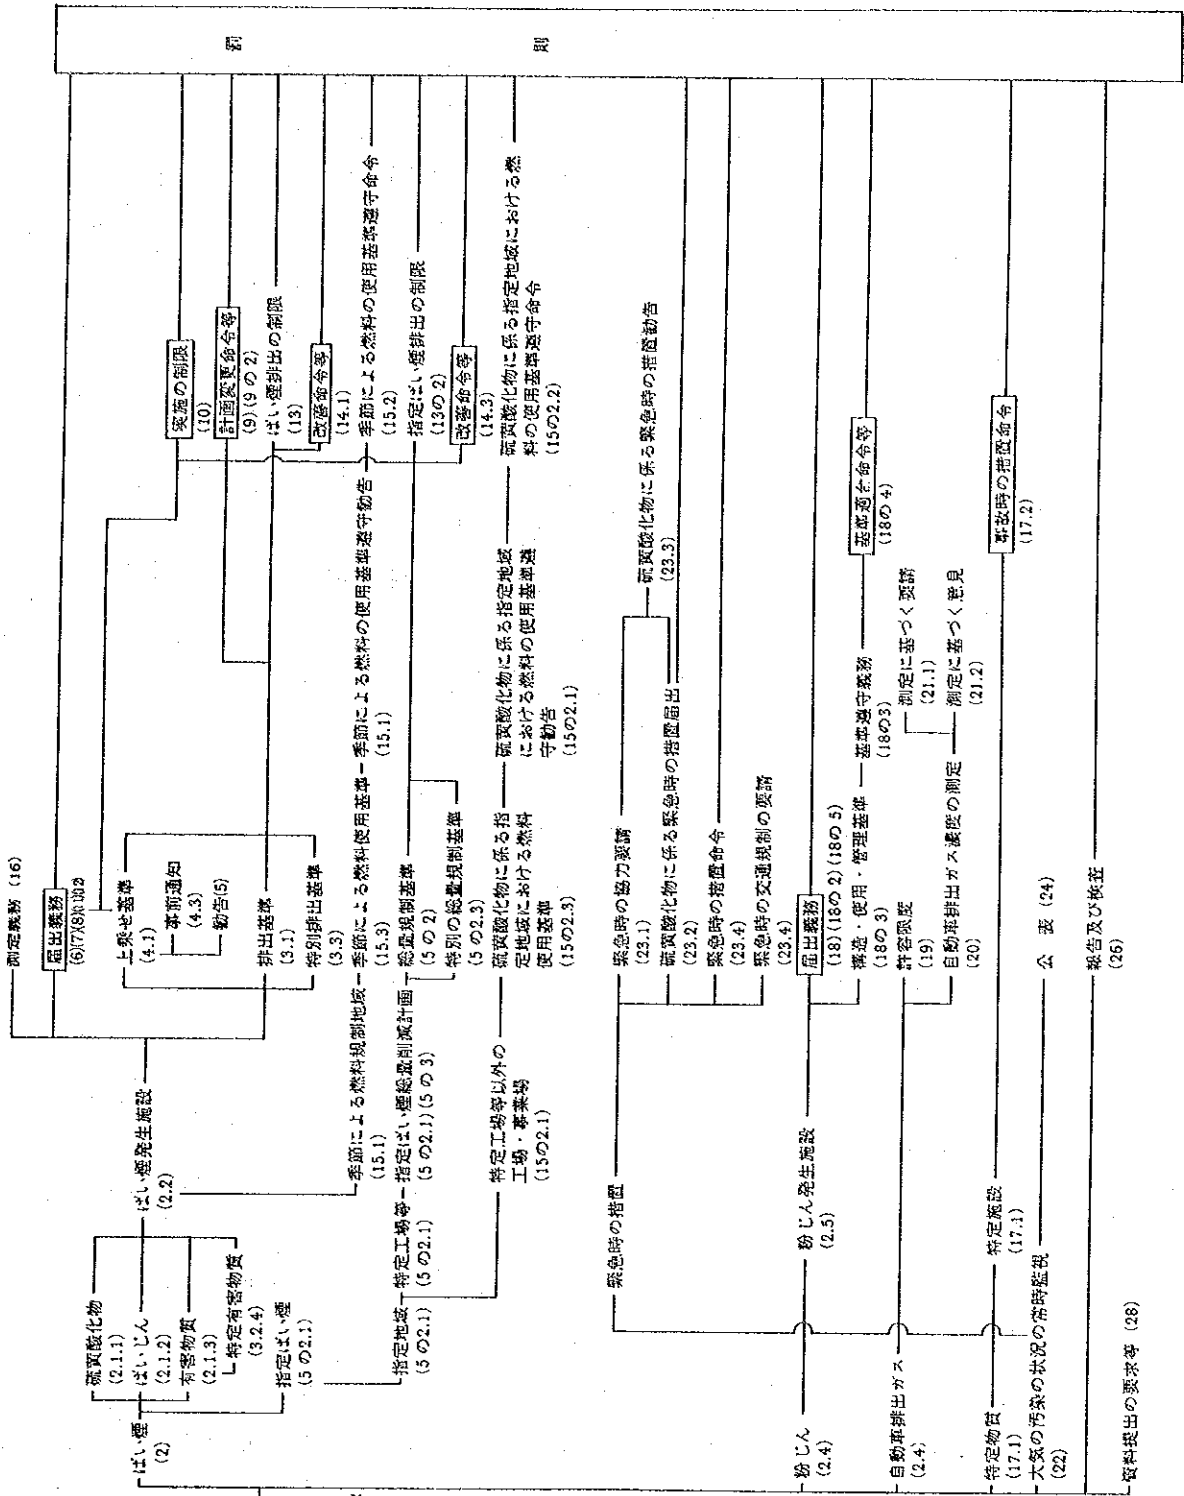 ばい煙
(2)
硫黄酸化物
(2.1.1)
ばいじん
(2.1.2)
有害物質
(2.1.3)
特定有害物質
(3.2.4)
指定ばい煙
(5の2.1)
ばい煙発生施設
(2.2)
測定義務 (16)
届出義務
上乗せ基準
(4.1)
事前通知
(4.3)
勧告(5)
排出基準
(3.1)
特別排出基準
(3.3)
実施の制限
(10)
計画変更命令等
(9)(9の2)
ばい煙排出の制限
(13)
改善命令等
(14.1)
季節による燃料規制地域
(15.1)
季節による燃料使用基準
(15.3)
季節による燃料の使用基準遵守勧告
(15.1)
季節による燃料の使用基準遵守命令
(15.2)
指定地域
(5の2.1)
特定工場等
(5の2.1)
指定ばい煙総量削減計画
(5の2.1)(5の3)
総量規制基準
(5の2)
特別の総量規制基準
(5の2.3)
指定ばい煙排出の制限
(13の2)
改善命令等
(14.3)
特定工場等以外の
工場・事業場
(15の2.1)
硫黄酸化物に係る指
定地域における燃料
使用基準
(15の2.3)
硫黄酸化物に係る指定地域
における燃料の使用基準遵
守勧告
(15の2.1)
硫黄酸化物に係る指定地域における燃
料の使用基準遵守命令
(15の2.2)
緊急時の措置
緊急時の協力要請
(23.1)
硫黄酸化物に係る緊急時の措置届出
(23.2)
硫黄酸化物に係る緊急時の措置勧告
(23.3)
緊急時の措置命令
(23.4)
緊急時の交通規制の要請
(23.4)
粉じん
(2.4)
粉じん発生施設
(2.5)
届出義務
(18)(18の2)(18の5)
構造・使用・管理基準
(18の3)
基準遵守義務
(18の3)
基準適合命令等
(18の4)
自動車排出ガス
(2.4)
許容限度
(19)
自動車排出ガス濃度の測定
(20)
測定に基づく要請
(21.1)
測定に基づく意見
(21.2)
特定物質
(17.1)
特定施設
(17.1)
事故時の措置命令
(17.2)
大気の汚染の状況の常時監視
(22)
公表 (24)
報告及び検査
(26)
資料提出の要求等 (28)
罰則